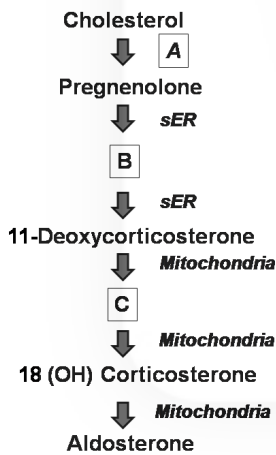 Cholesterol
A
Pregnenolone
sER
B
sER
11-Deoxycorticosterone
Mitochondria
C
Mitochondria
18 (OH) Corticosterone
Mitochondria
Aldosterone